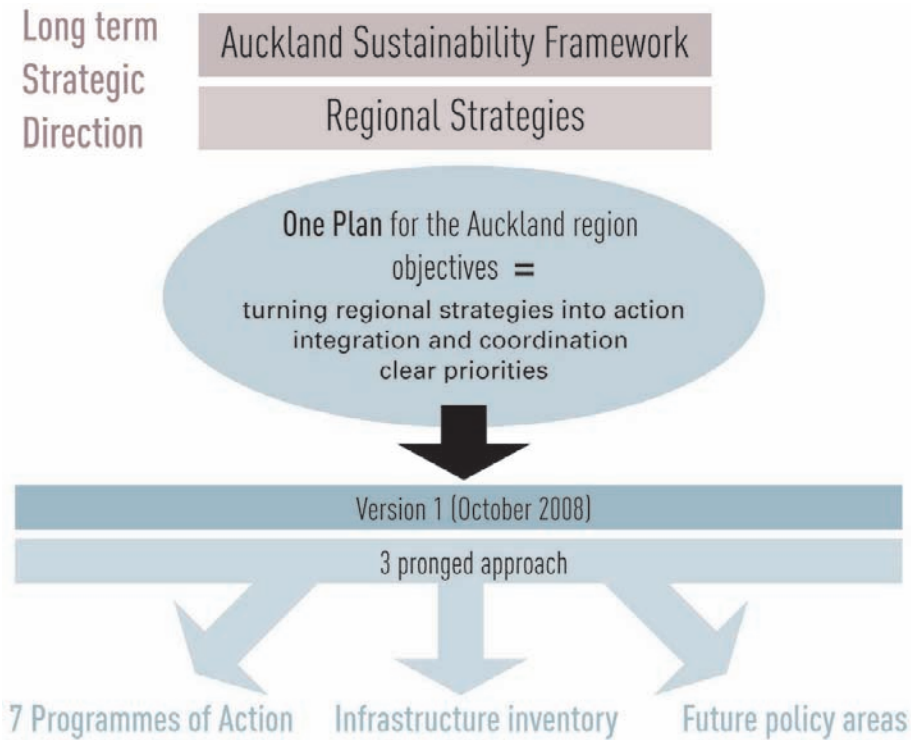 Long term
Strategic
Direction
Auckland Sustainability Framework
Regional Strategies
One Plan for the Auckland region
objectives =
turning regional strategies into action
integration and coordination
clear priorities
Version 1 (October 2008)
3 pronged approach
7 Programmes of Action
Infrastructure inventory
Future policy areas